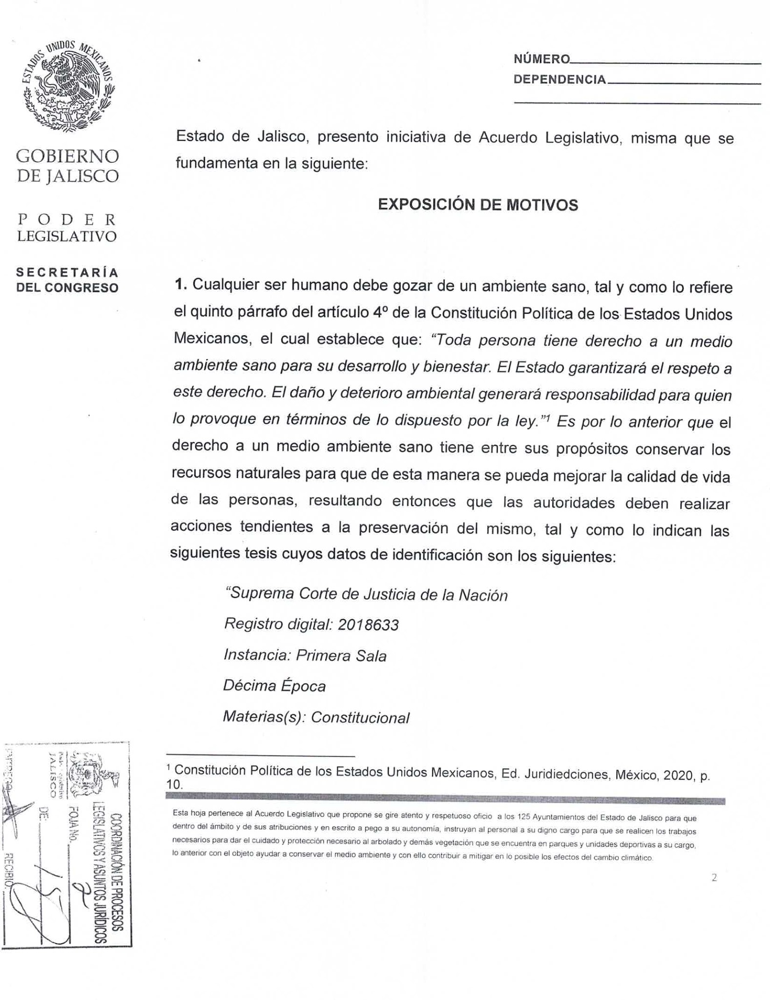 ESTADOS UNIDOS MEXICANOS
GOBIERNO
DE JALISCO
P O D E R
LEGISLATIVO
SECRETARÍA
DEL CONGRESO
NÚMERO
DEPENDENCIA
Estado de Jalisco, presento iniciativa de Acuerdo Legislativo, misma que se
fundamenta en la siguiente:
EXPOSICIÓN DE MOTIVOS
1. Cualquier ser humano debe gozar de un ambiente sano, tal y como lo refiere
el quinto párrafo del artículo 4º de la Constitución Política de los Estados Unidos
Mexicanos, el cual establece que: “Toda persona tiene derecho a un medio
ambiente sano para su desarrollo y bienestar. El Estado garantizará el respeto a
este derecho. El daño y deterioro ambiental generará responsabilidad para quien
lo provoque en términos de lo dispuesto por la ley.”¹ Es por lo anterior que el
derecho a un medio ambiente sano tiene entre sus propósitos conservar los
recursos naturales para que de esta manera se pueda mejorar la calidad de vida
de las personas, resultando entonces que las autoridades deben realizar
acciones tendientes a la preservación del mismo, tal y como lo indican las
siguientes tesis cuyos datos de identificación son los siguientes:
“Suprema Corte de Justicia de la Nación
Registro digital: 2018633
Instancia: Primera Sala
Décima Época
Materias(s): Constitucional
¹ Constitución Política de los Estados Unidos Mexicanos, Ed. Juridiedciones, México, 2020, p.
10.
Esta hoja pertenece al Acuerdo Legislativo que propone se gire atento y respetuoso oficio a los 125 Ayuntamientos del Estado de Jalisco para que
dentro del ámbito y de sus atribuciones y en escrito a pego a su autonomía, instruyan al personal a su digno cargo para que se realicen los trabajos
necesarios para dar el cuidado y protección necesario al arbolado y demás vegetación que se encuentra en parques y unidades deportivas a su cargo,
lo anterior con el objeto ayudar a conservar el medio ambiente y con ello contribuir a mitigar en lo posible los efectos del cambio climático.
2
COORDINACIÓN DE PROCESOS
LEGISLATIVOS Y ASUNTOS JURÍDICOS
JALISCO
FOJA No. 2
DE: 15
RECIBIÓ: